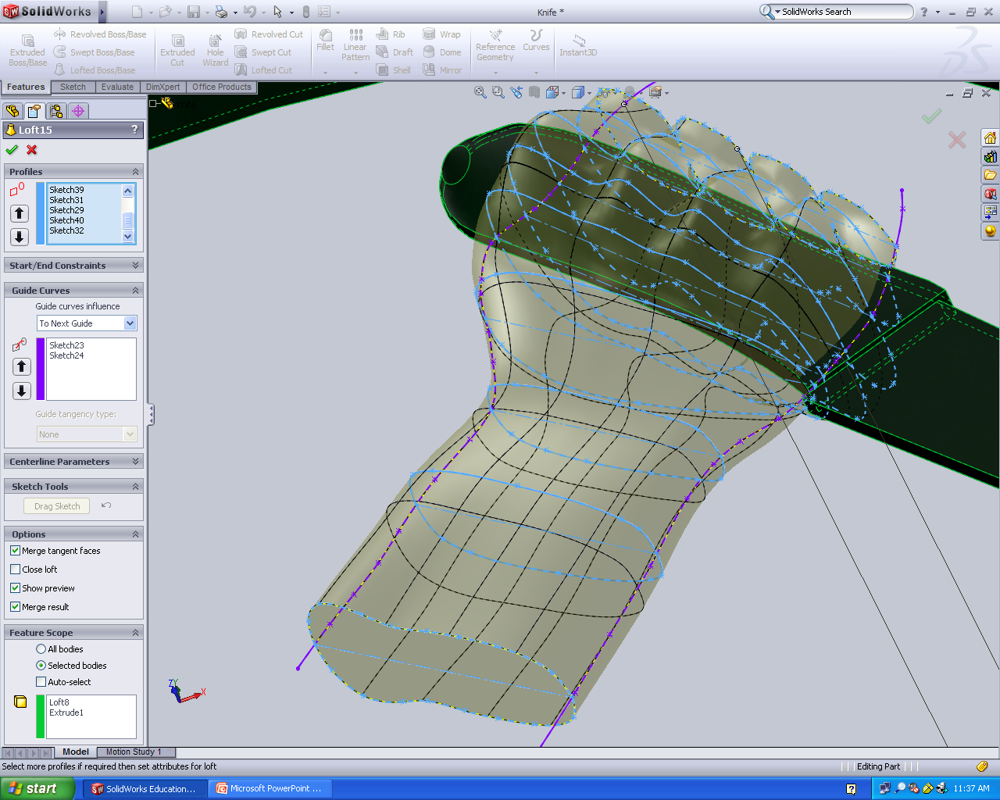 SolidWorks
Knife *
SolidWorks Search
?
Extruded Boss/Base
Revolved Boss/Base
Swept Boss/Base
Lofted Boss/Base
Extruded Cut
Hole Wizard
Revolved Cut
Swept Cut
Lofted Cut
Fillet
Linear Pattern
Rib
Draft
Shell
Wrap
Dome
Mirror
Reference Geometry
Curves
Instant3D
Features
Sketch
Evaluate
DimXpert
Office Products
Knife
Loft15
?
Profiles
Sketch39
Sketch31
Sketch29
Sketch40
Sketch32
Start/End Constraints
Guide Curves
Guide curves influence
To Next Guide
Sketch23
Sketch24
Guide tangency type:
None
Centerline Parameters
Sketch Tools
Drag Sketch
Options
Merge tangent faces
Close loft
Show preview
Merge result
Feature Scope
All bodies
Selected bodies
Auto-select
Loft8
Extrude1
Z
Y
X
Model
Motion Study 1
Select more profiles if required then set attributes for loft
Editing Part
start
SolidWorks Education...
Microsoft PowerPoint ...
?
11:37 AM